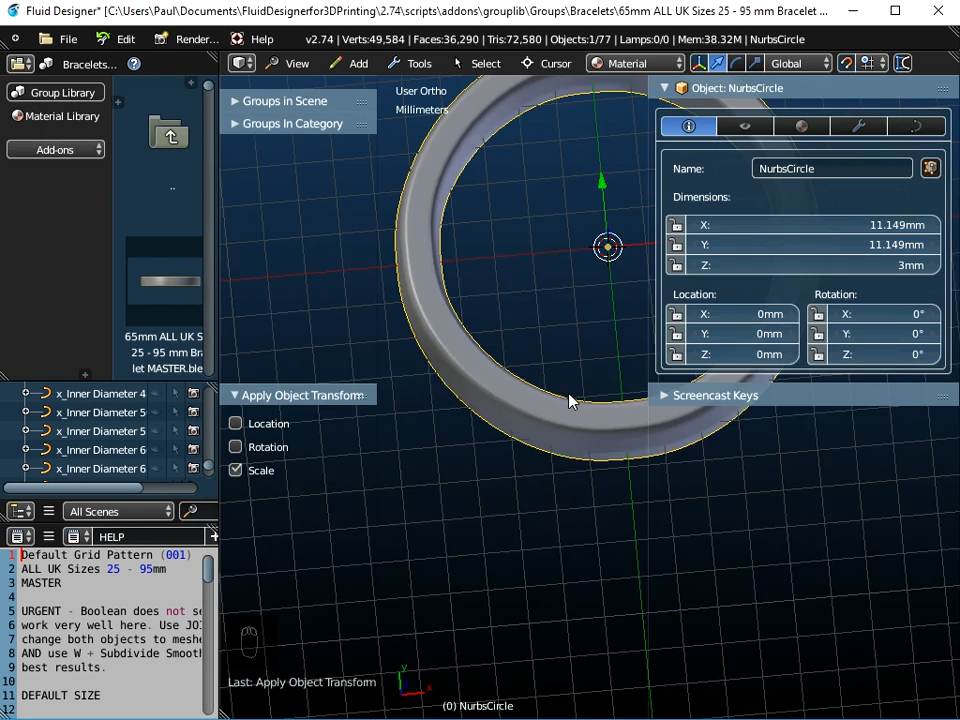 Fluid Designer* [C:\Users\Paul\Documents\FluidDesignerfor3DPrinting\2.74\scripts\addons\grouplib\Groups\Bracelets\65mm ALL UK Sizes 25 - 95 mm Bracelet ...
File Edit Render... Help v2.74 | Verts:49,584 | Faces:36,290 | Tris:72,580 | Objects:1/77 | Lamps:0/0 | Mem:38.32M | NurbsCircle
Bracelets... View Add Tools Select Cursor Material Global
Group Library
Material Library
Add-ons
..
65mm ALL UK S
25 - 95 mm Bra
let MASTER.ble
Groups in Scene
Groups In Category
User Ortho
Millimeters
Object: NurbsCircle
Name: NurbsCircle
Dimensions:
X: 11.149mm
Y: 11.149mm
Z: 3mm
Location: Rotation:
X: 0mm X: 0°
Y: 0mm Y: 0°
Z: 0mm Z: 0°
Screencast Keys
Apply Object Transform
Location
Rotation
Scale
x_Inner Diameter 4
x_Inner Diameter 5
x_Inner Diameter 5
x_Inner Diameter 6
x_Inner Diameter 6
All Scenes
HELP
1 Default Grid Pattern (001)
2 ALL UK Sizes 25 - 95mm
3 MASTER
4
5 URGENT - Boolean does not se
6 work very well here. Use JOI
7 change both objects to meshe
8 AND use W + Subdivide Smooth
9 best results.
10
11 DEFAULT SIZE
12
Last: Apply Object Transform
y
x
(0) NurbsCircle